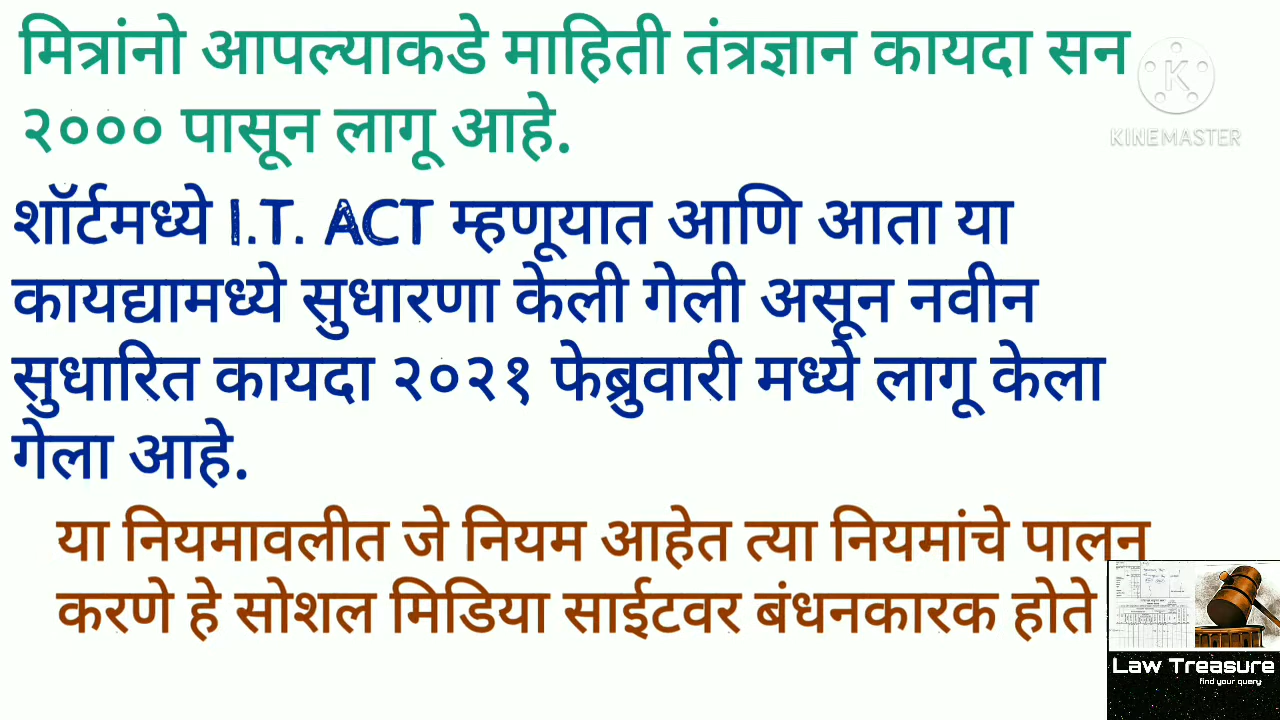 मित्रांनो आपल्याकडे माहिती तंत्रज्ञान कायदा सन
२००० पासून लागू आहे.
KINEMASTER
शॉर्टमध्ये I.T. ACT म्हणूयात आणि आता या
कायद्यामध्ये सुधारणा केली गेली असून नवीन
सुधारित कायदा २०२१ फेब्रुवारी मध्ये लागू केला
गेला आहे.
या नियमावलीत जे नियम आहेत त्या नियमांचे पालन
करणे हे सोशल मिडिया साईटवर बंधनकारक होते
Law Treasure
find your query